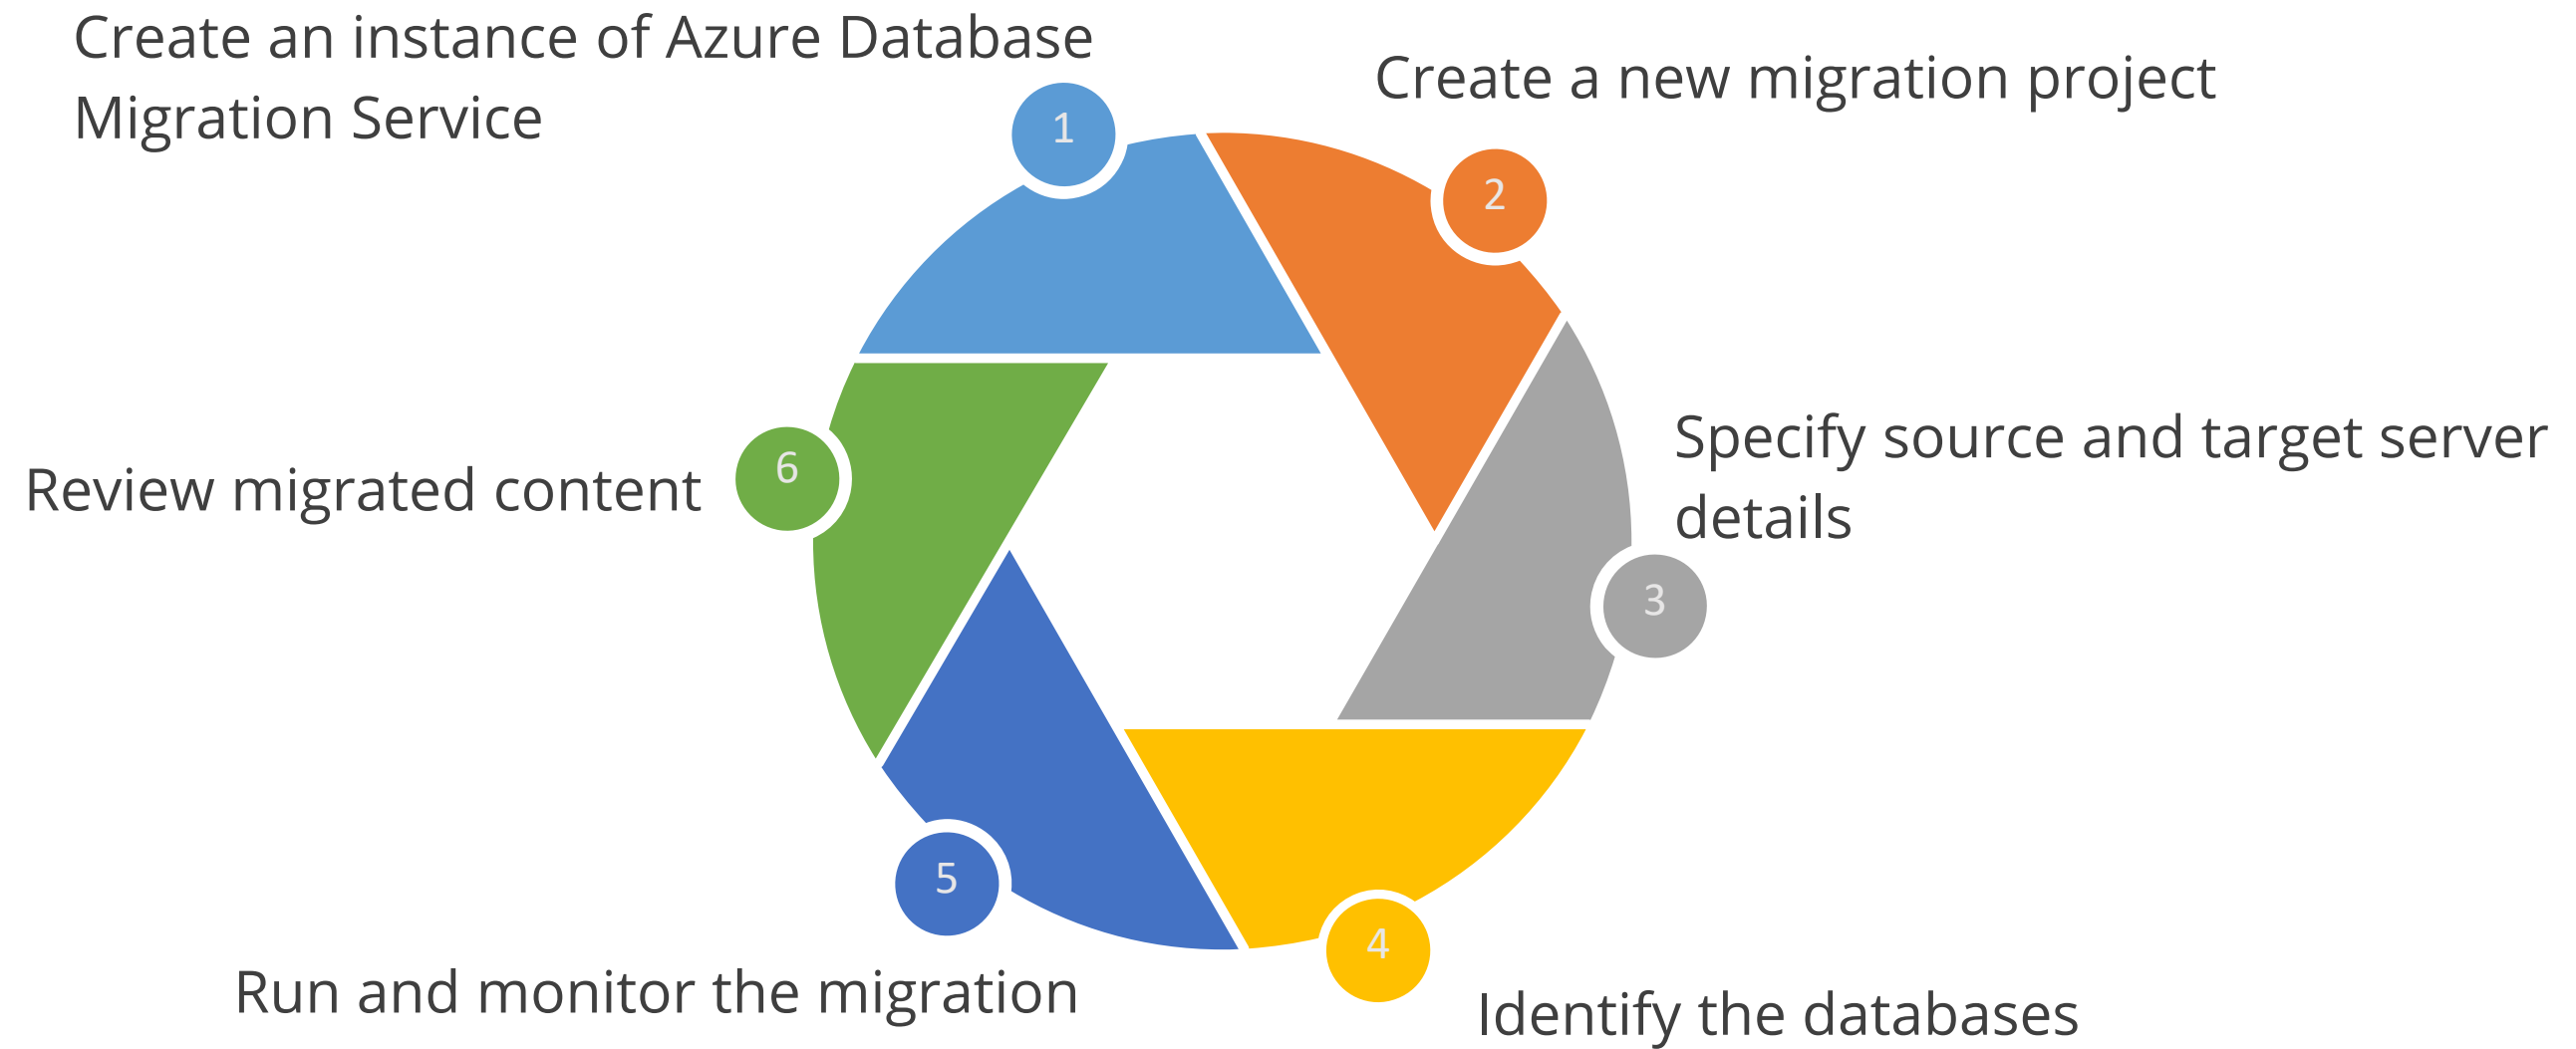 Create an instance of Azure Database
Migration Service
1
Create a new migration project
2
Specify source and target server
details
3
Identify the databases
4
Run and monitor the migration
5
Review migrated content
6